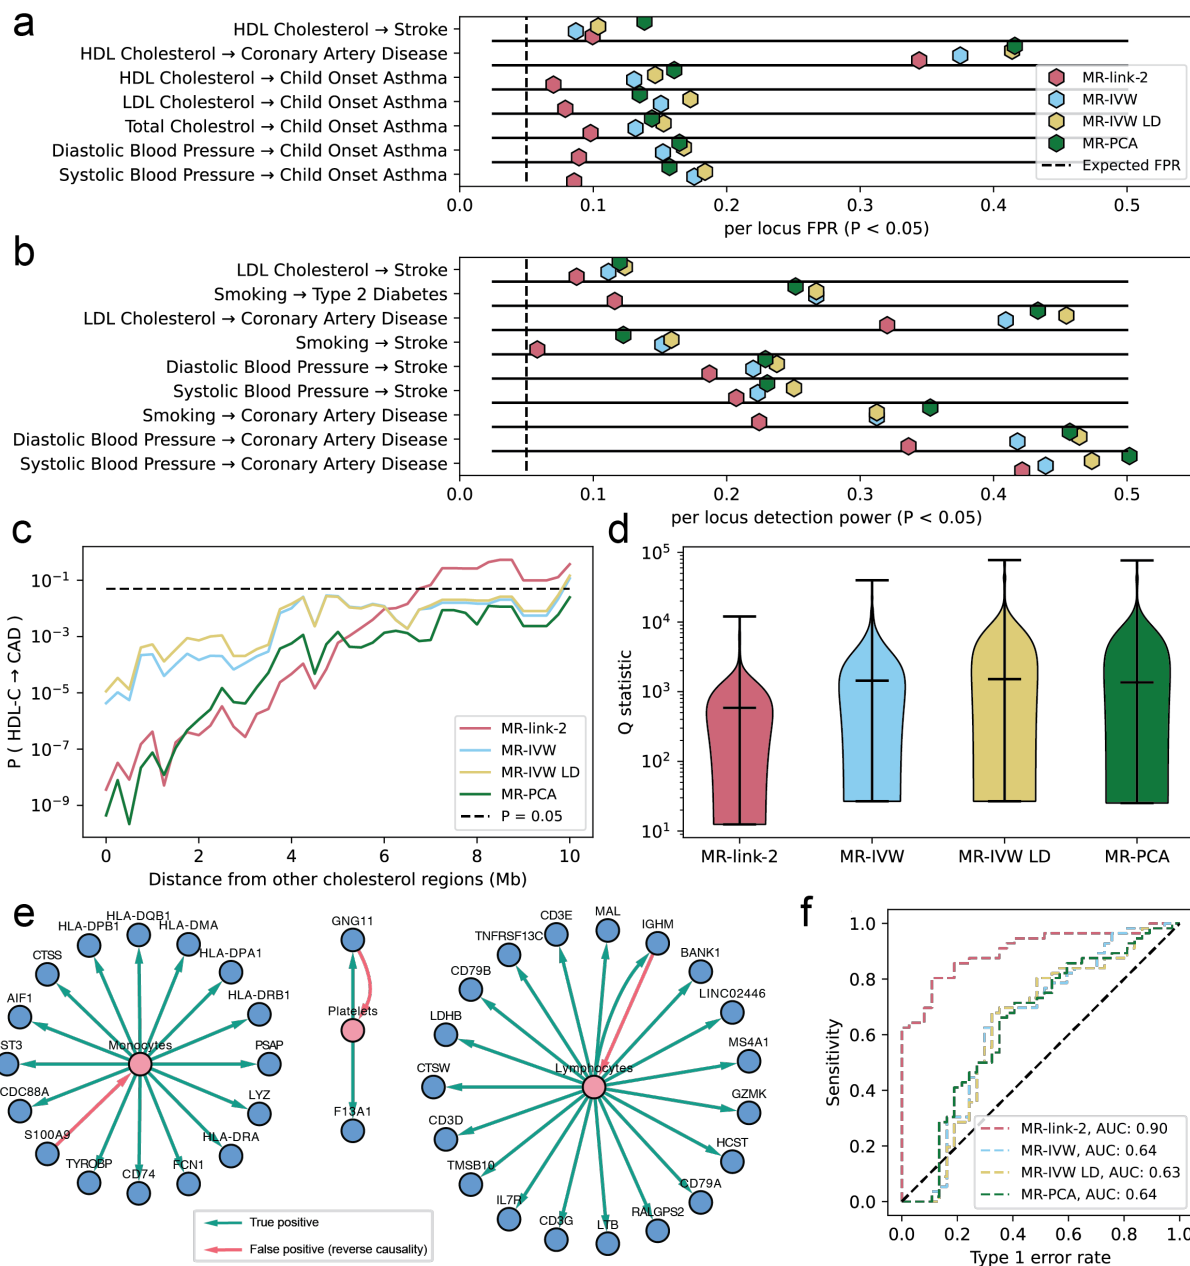 a
HDL Cholesterol → Stroke
HDL Cholesterol → Coronary Artery Disease
HDL Cholesterol → Child Onset Asthma
LDL Cholesterol → Child Onset Asthma
Total Cholestrol → Child Onset Asthma
Diastolic Blood Pressure → Child Onset Asthma
Systolic Blood Pressure → Child Onset Asthma
MR-link-2
MR-IVW
MR-IVW LD
MR-PCA
Expected FPR
0.0 0.1 0.2 0.3 0.4 0.5
per locus FPR (P < 0.05)
b
LDL Cholesterol → Stroke
Smoking → Type 2 Diabetes
LDL Cholesterol → Coronary Artery Disease
Smoking → Stroke
Diastolic Blood Pressure → Stroke
Systolic Blood Pressure → Stroke
Smoking → Coronary Artery Disease
Diastolic Blood Pressure → Coronary Artery Disease
Systolic Blood Pressure → Coronary Artery Disease
0.0 0.1 0.2 0.3 0.4 0.5
per locus detection power (P < 0.05)
c
P ( HDL-C → CAD)
10⁻¹
10⁻³
10⁻⁵
10⁻⁷
10⁻⁹
MR-link-2
MR-IVW
MR-IVW LD
MR-PCA
P = 0.05
0 2 4 6 8 10
Distance from other cholesterol regions (Mb)
d
Q statistic
10⁵
10⁴
10³
10²
10¹
MR-link-2 MR-IVW MR-IVW LD MR-PCA
e
HLA-DQB1
HLA-DPB1
HLA-DMA
CTSS
HLA-DPA1
AIF1
HLA-DRB1
ST3
Monocytes
PSAP
CDC88A
LYZ
S100A9
HLA-DRA
TYROBP
CD74
FCN1
GNG11
Platelets
F13A1
CD3E
MAL
IGHM
TNFRSF13C
BANK1
CD79B
LINC02446
LDHB
MS4A1
CTSW
Lymphocytes
GZMK
CD3D
HCST
TMSB10
CD79A
IL7R
RALGPS2
CD3G
LTB
True positive
False positive (reverse causality)
f
Sensitivity
1.0
0.8
0.6
0.4
0.2
0.0
MR-link-2, AUC: 0.90
MR-IVW, AUC: 0.64
MR-IVW LD, AUC: 0.63
MR-PCA, AUC: 0.64
0.0 0.2 0.4 0.6 0.8 1.0
Type 1 error rate